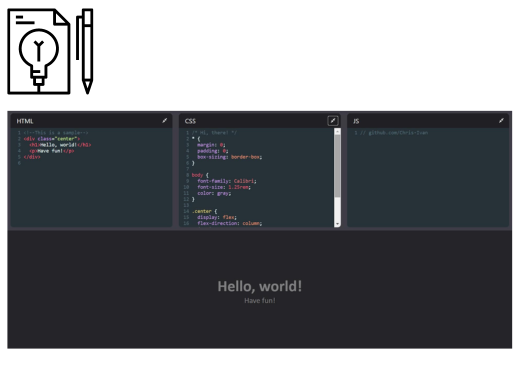 HTML
1 <!--This is a sample-->
2 <div class="center">
3 <h1>Hello, world!</h1>
4 <p>Have fun!</p>
5 </div>
6
CSS
1 /* Hi, there! */
2 * {
3 margin: 0;
4 padding: 0;
5 box-sizing: border-box;
6 }
7
8 body {
9 font-family: Calibri;
10 font-size: 1.25rem;
11 color: gray;
12 }
13
14 .center {
15 display: flex;
16 flex-direction: column;
JS
1 // github.com/Chris-Ivan
Hello, world!
Have fun!